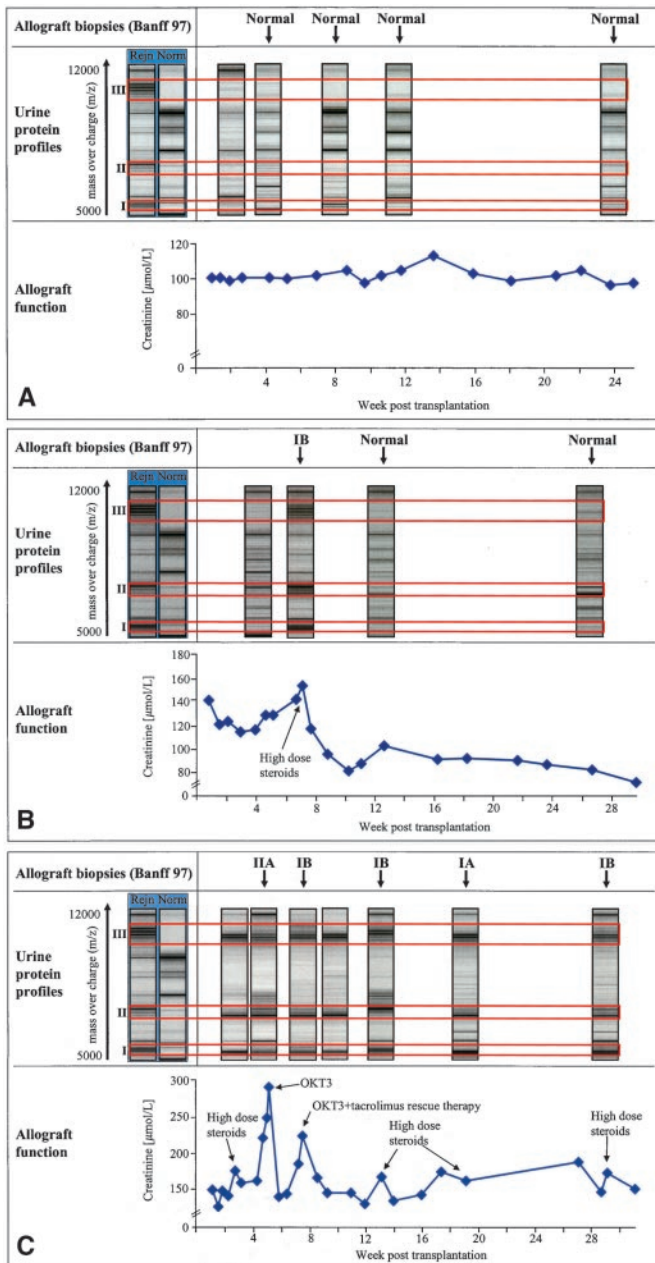 Allograft biopsies (Banff 97)
Normal Normal Normal Normal
Rejn Norm
12000
III
Urine
protein
profiles
mass over charge (m/z)
II
I
5000
Allograft
function
Creatinine [µmol/L]
120
100
80
0
0 4 8 12 16 20 24
Week post transplantation
A
Allograft biopsies (Banff 97)
IB Normal Normal
Rejn Norm
12000
III
Urine
protein
profiles
mass over charge (m/z)
II
I
5000
Allograft
function
Creatinine [µmol/L]
180
160
140
120
100
80
0
High dose
steroids
0 4 8 12 16 20 24 28
Week post transplantation
B
Allograft biopsies (Banff 97)
IIA IB IB IA IB
Rejn Norm
12000
III
Urine
protein
profiles
mass over charge (m/z)
II
I
5000
Allograft
function
Creatinine [µmol/L]
300
250
200
150
0
OKT3
High dose
steroids
OKT3+tacrolimus rescue therapy
High dose
steroids
High dose
steroids
0 4 8 12 16 20 24 28
Week post transplantation
C